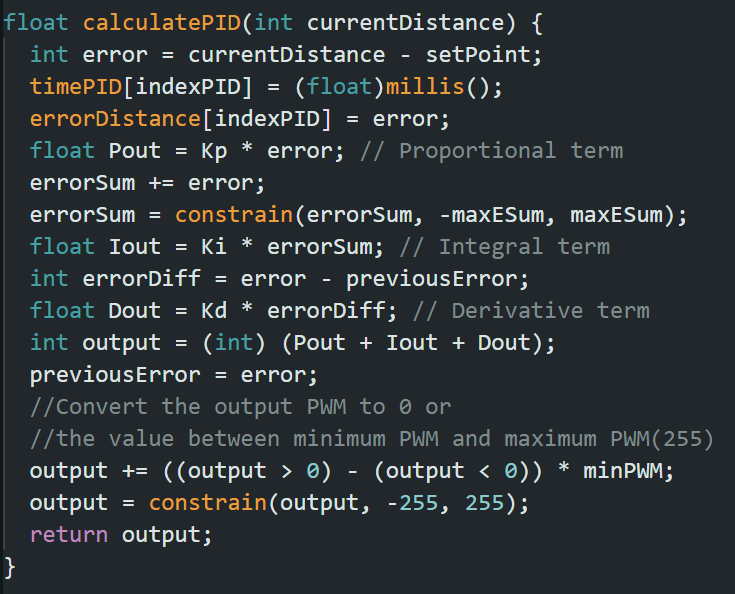 float calculatePID(int currentDistance) {
  int error = currentDistance - setPoint;
  timePID[indexPID] = (float)millis();
  errorDistance[indexPID] = error;
  float Pout = Kp * error; // Proportional term
  errorSum += error;
  errorSum = constrain(errorSum, -maxESum, maxESum);
  float Iout = Ki * errorSum; // Integral term
  int errorDiff = error - previousError;
  float Dout = Kd * errorDiff; // Derivative term
  int output = (int) (Pout + Iout + Dout);
  previousError = error;
  //Convert the output PWM to 0 or
  //the value between minimum PWM and maximum PWM(255)
  output += ((output > 0) - (output < 0)) * minPWM;
  output = constrain(output, -255, 255);
  return output;
}